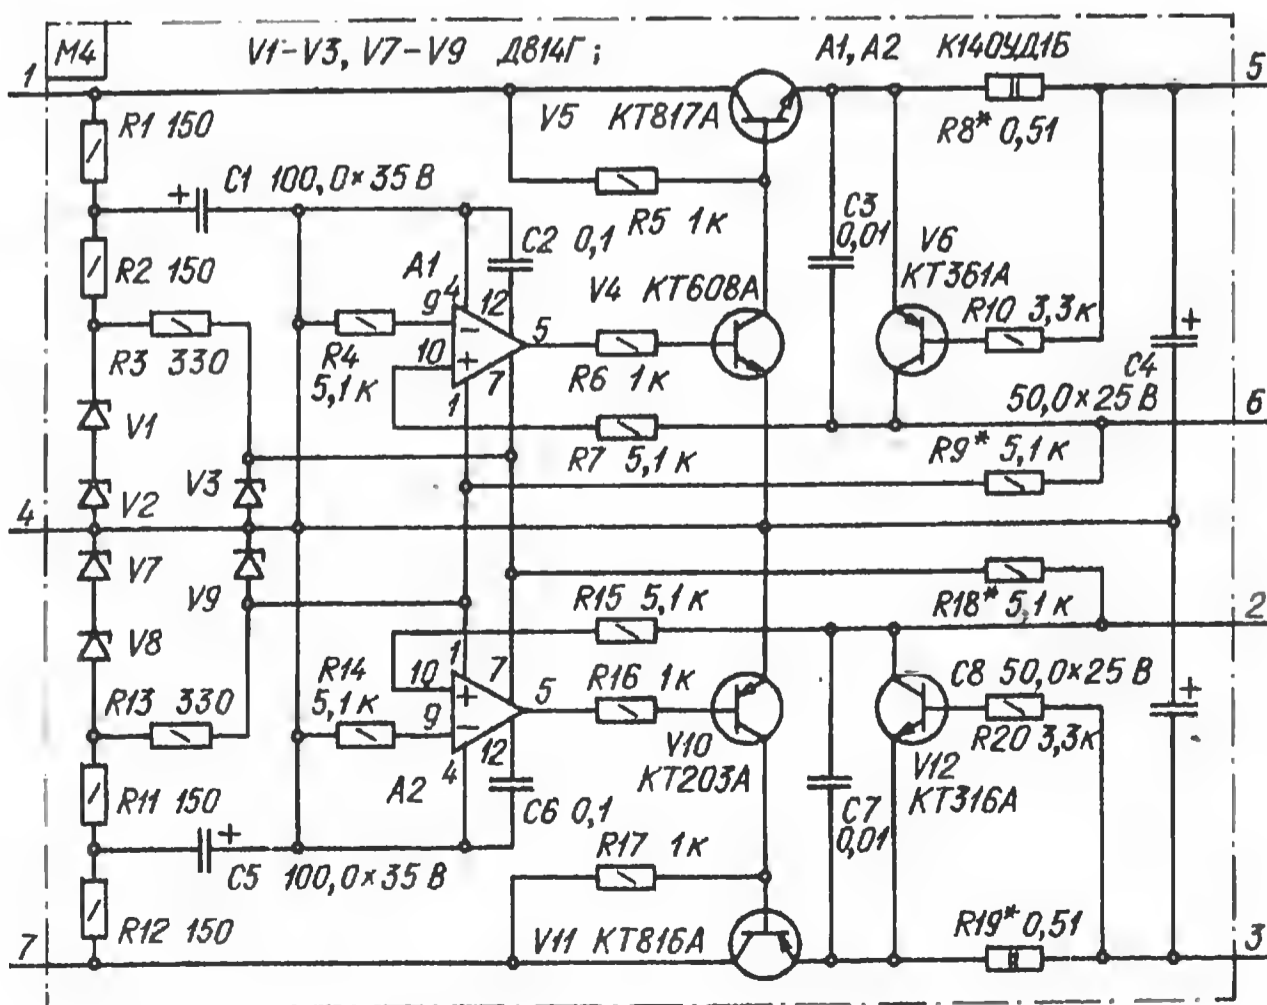 M4
V1-V3, V7-V9 Д814Г;
A1, A2 К140УД1Б
1
5
R1 150
V5 КТ817А
R8* 0,51
C1 100,0×35 В
+
R5 1к
C3
0,01
R2 150
C2 0,1
V6
КТ361А
A1
4
9
12
V4 КТ608А
R10 3,3к
−
5
+
R3 330
R4
5,1к
10
+
7
1
R6 1к
C4
50,0×25 В
6
V1
R7 5,1к
R9* 5,1к
V3
V2
4
V7
V9
R15 5,1к
R18* 5,1к
2
V8
R14
5,1к
1
7
10
+
5
R16 1к
C8 50,0×25 В
+
R13 330
9
−
12
R20 3,3к
V10
КТ203А
V12
КТ316А
4
A2
R11 150
C6 0,1
C7
0,01
+
C5 100,0×35 В
R17 1к
R12 150
V11 КТ816А
R19* 0,51
7
3